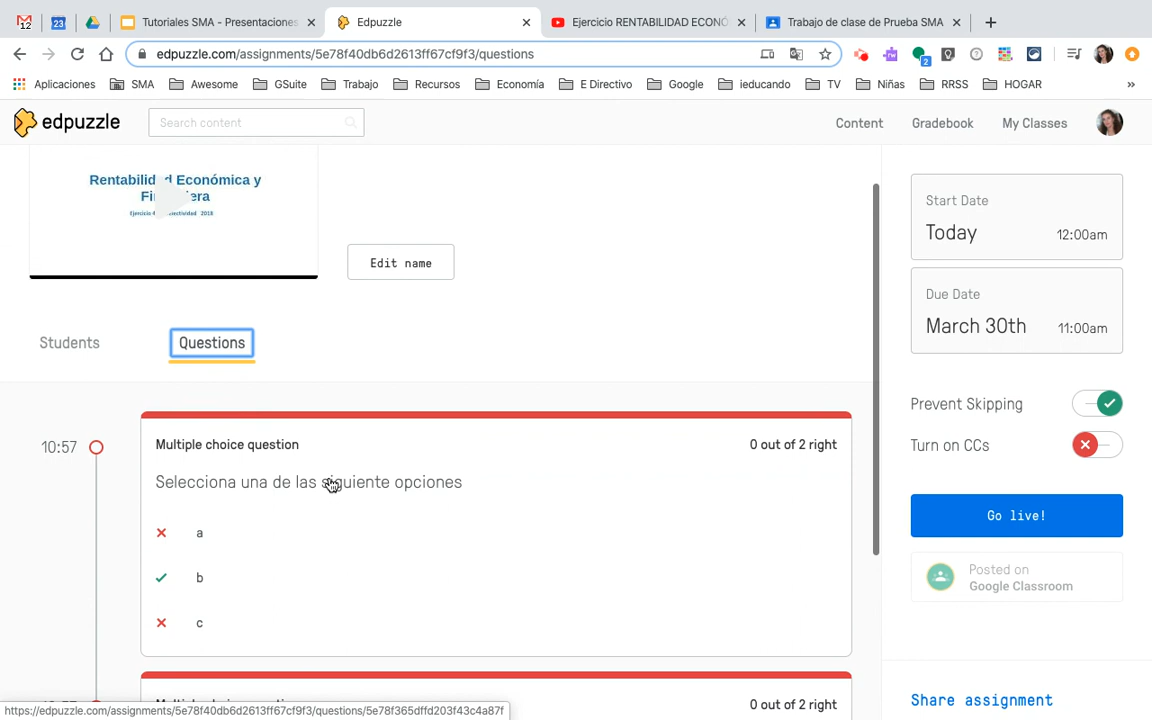 12
23
Tutoriales SMA - Presentaciones
Edpuzzle
Ejercicio RENTABILIDAD ECONÓ
Trabajo de clase de Prueba SMA
edpuzzle.com/assignments/5e78f40db6d2613ff67cf9f3/questions
2
Aplicaciones
SMA
Awesome
GSuite
Trabajo
Recursos
Economía
E Directivo
Google
ieducando
TV
Niñas
RRSS
HOGAR
»
edpuzzle
Search content
Content
Gradebook
My Classes
Rentabilidad Económica y
Edit name
Start Date
Today
12:00am
Due Date
March 30th
11:00am
Students
Questions
Prevent Skipping
Turn on CCs
Go live!
Posted on
Google Classroom
Share assignment
10:57
Multiple choice question
0 out of 2 right
Selecciona una de las siguiente opciones
a
b
c
0 out of 2 right
https://edpuzzle.com/assignments/5e78f40db6d2613ff67cf9f3/questions/5e78f365dffd203f43c4a87f